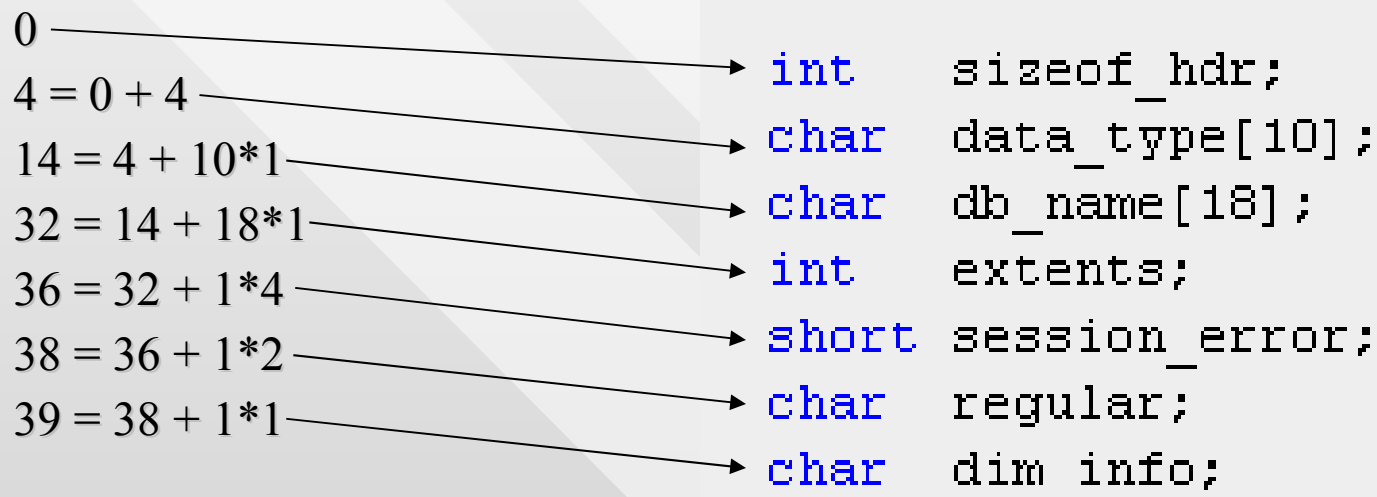 0
4 = 0 + 4
14 = 4 + 10*1
32 = 14 + 18*1
36 = 32 + 1*4
38 = 36 + 1*2
39 = 38 + 1*1
int sizeof_hdr;
char data_type[10];
char db_name[18];
int extents;
short session_error;
char regular;
char dim info;